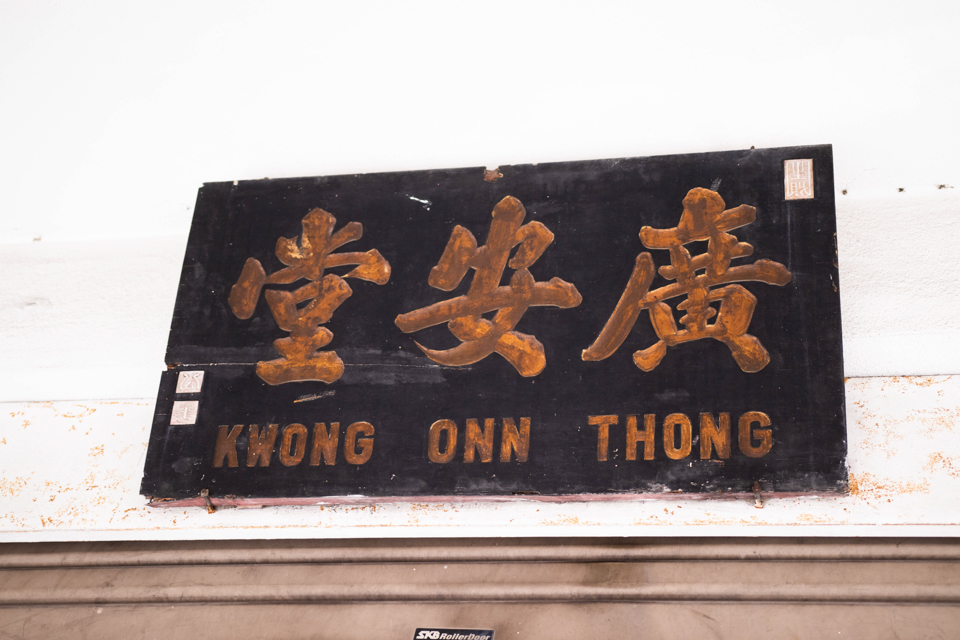 廣安堂
KWONG ONN THONG
SKB RollerDoor